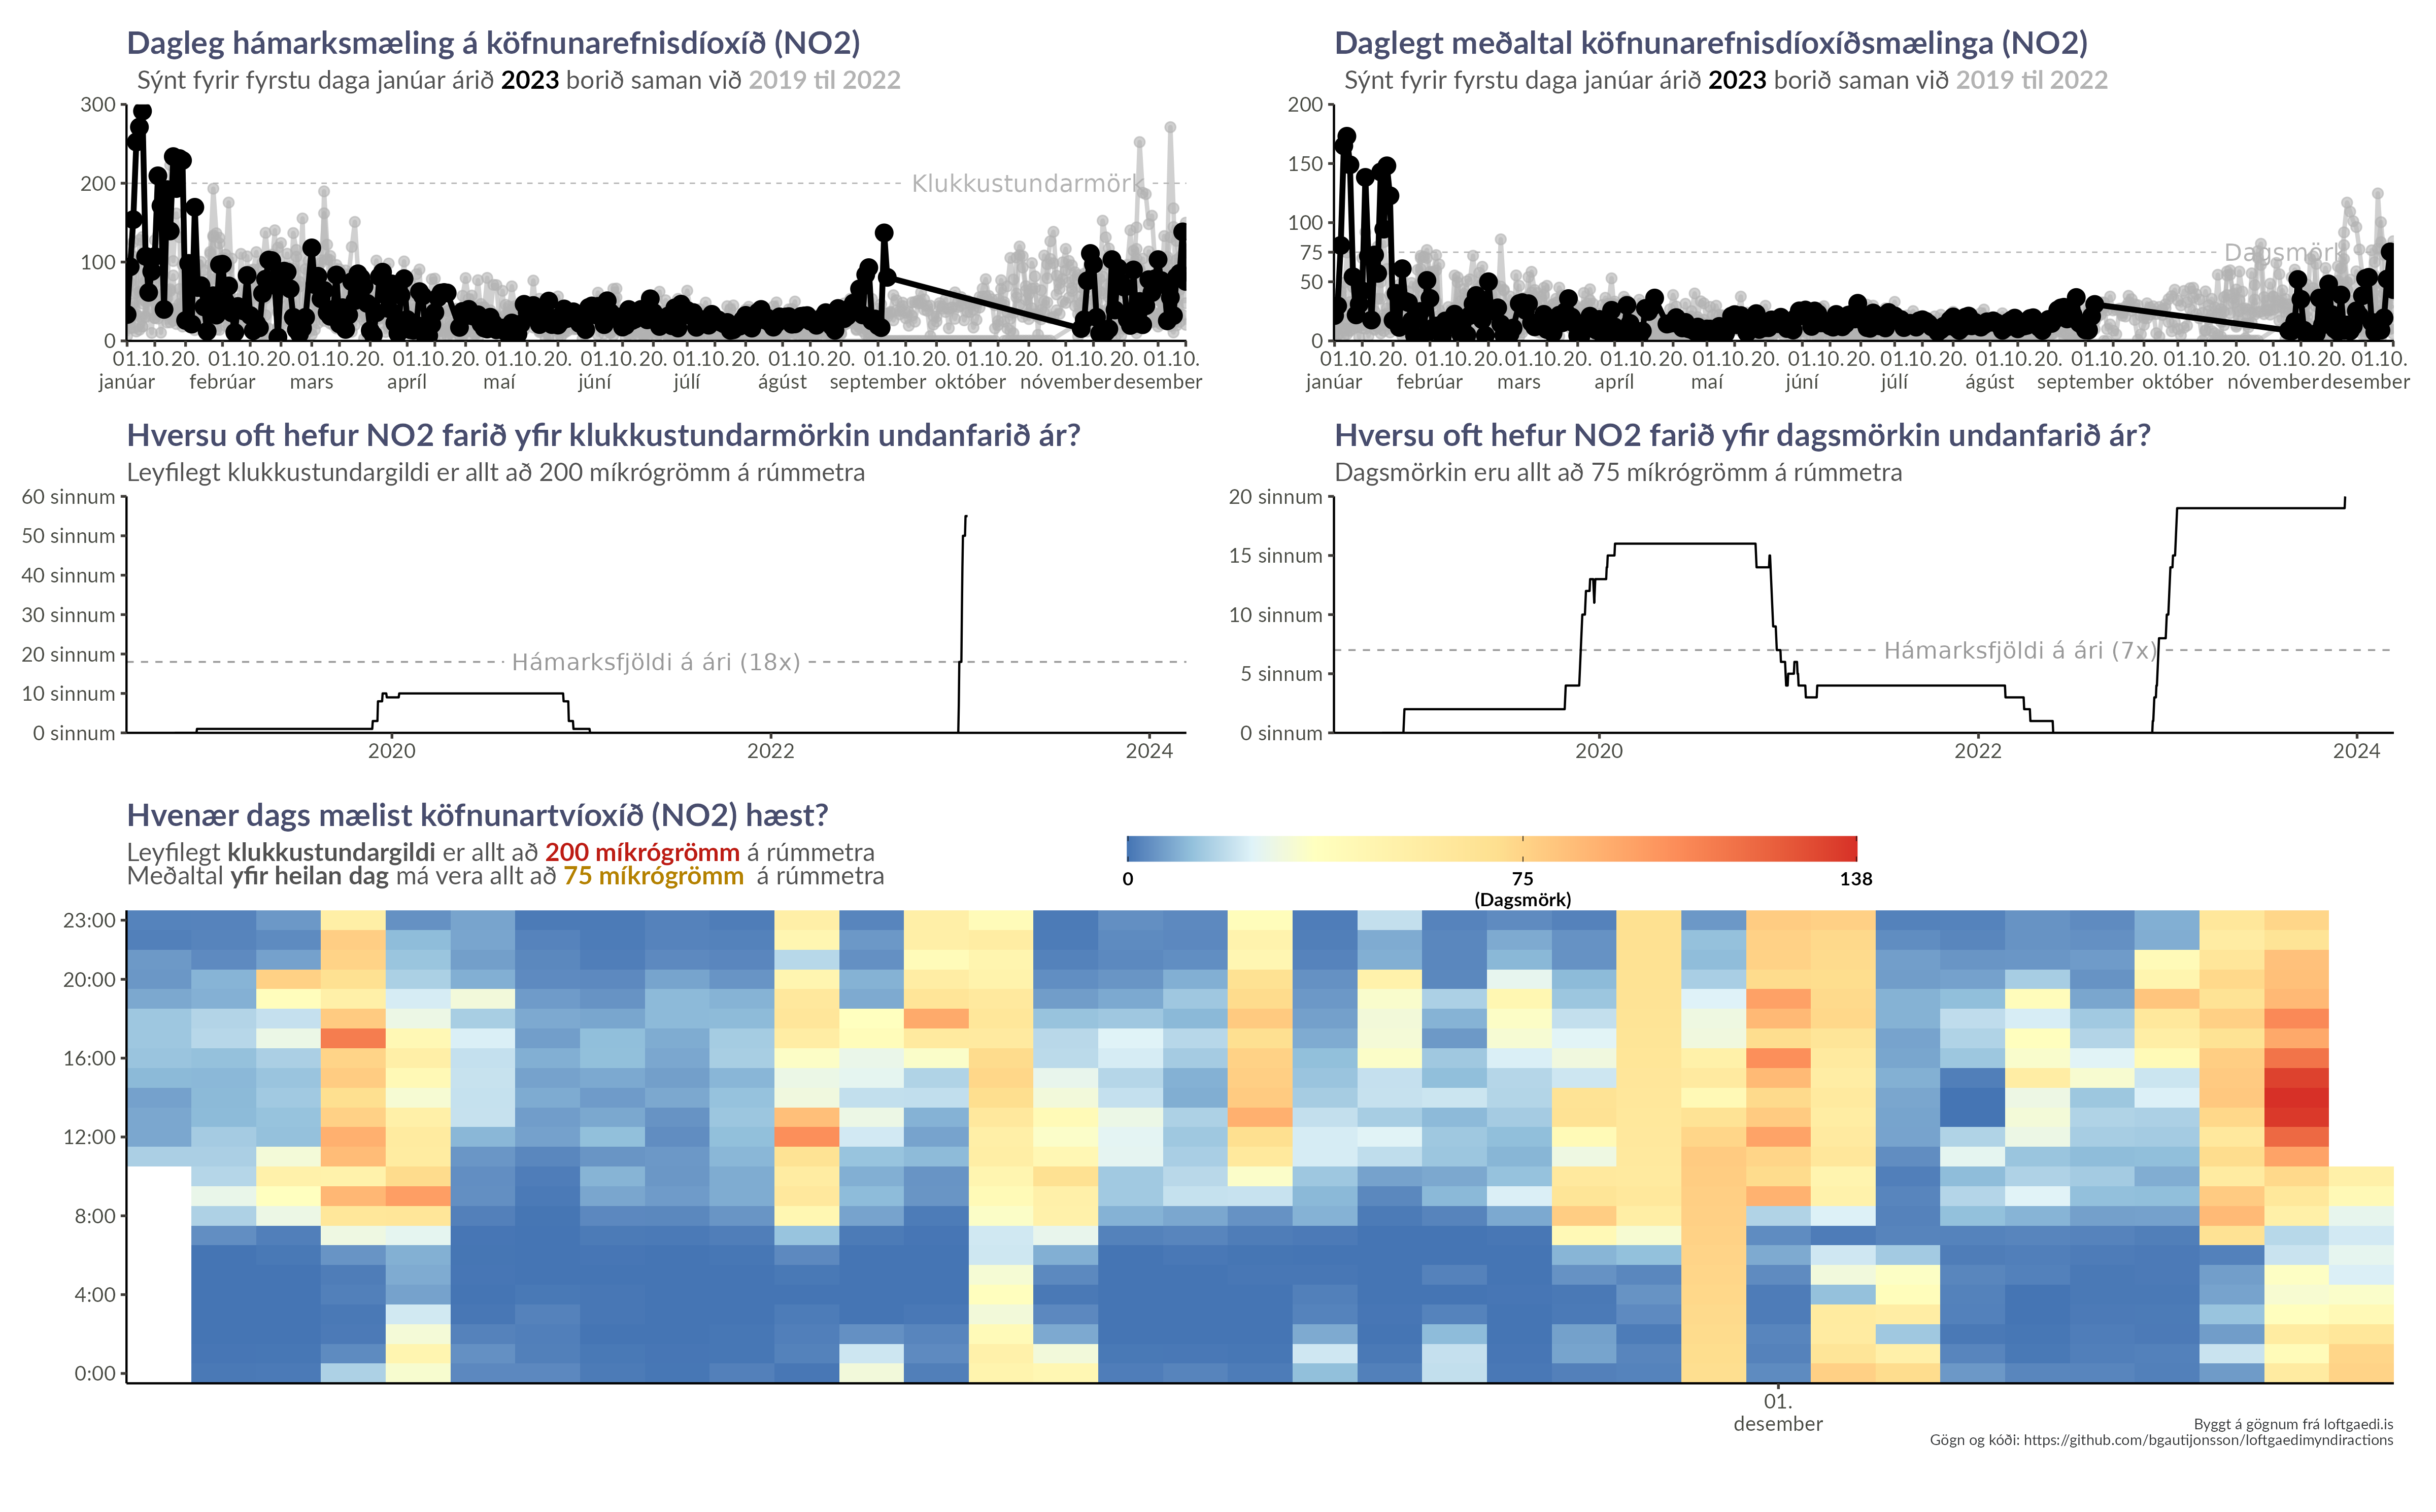 Dagleg hámarksmæling á köfnunarefnisdíoxíð (NO2)
Sýnt fyrir fyrstu daga janúar árið 2023 borið saman við 2019 til 2022
300
200
100
0
Klukkustundarmörk
01. 10. 20. 01. 10. 20. 01. 10. 20. 01. 10. 20. 01. 10. 20. 01. 10. 20. 01. 10. 20. 01. 10. 20. 01. 10. 20. 01. 10. 20. 01. 10. 20. 01. 10.
janúar febrúar mars apríl maí júní júlí ágúst september október nóvember desember
Daglegt meðaltal köfnunarefnisdíoxíðsmælinga (NO2)
Sýnt fyrir fyrstu daga janúar árið 2023 borið saman við 2019 til 2022
200
150
100
75
50
0
Dagsmörk
01. 10. 20. 01. 10. 20. 01. 10. 20. 01. 10. 20. 01. 10. 20. 01. 10. 20. 01. 10. 20. 01. 10. 20. 01. 10. 20. 01. 10. 20. 01. 10. 20. 01. 10.
janúar febrúar mars apríl maí júní júlí ágúst september október nóvember desember
Hversu oft hefur NO2 farið yfir klukkustundarmörkin undanfarið ár?
Leyfilegt klukkustundargildi er allt að 200 míkrógrömm á rúmmetra
60 sinnum
50 sinnum
40 sinnum
30 sinnum
20 sinnum
10 sinnum
0 sinnum
Hámarksfjöldi á ári (18x)
2020 2022 2024
Hversu oft hefur NO2 farið yfir dagsmörkin undanfarið ár?
Dagsmörkin eru allt að 75 míkrógrömm á rúmmetra
20 sinnum
15 sinnum
10 sinnum
5 sinnum
0 sinnum
Hámarksfjöldi á ári (7x)
2020 2022 2024
Hvenær dags mælist köfnunartvíoxíð (NO2) hæst?
Leyfilegt klukkustundargildi er allt að 200 míkrógrömm á rúmmetra
Meðaltal yfir heilan dag má vera allt að 75 míkrógrömm á rúmmetra
0 75 138
(Dagsmörk)
23:00
20:00
16:00
12:00
8:00
4:00
0:00
01.
desember
Byggt á gögnum frá loftgaedi.is
Gögn og kóði: https://github.com/bgautijonsson/loftgaedimyndiractions